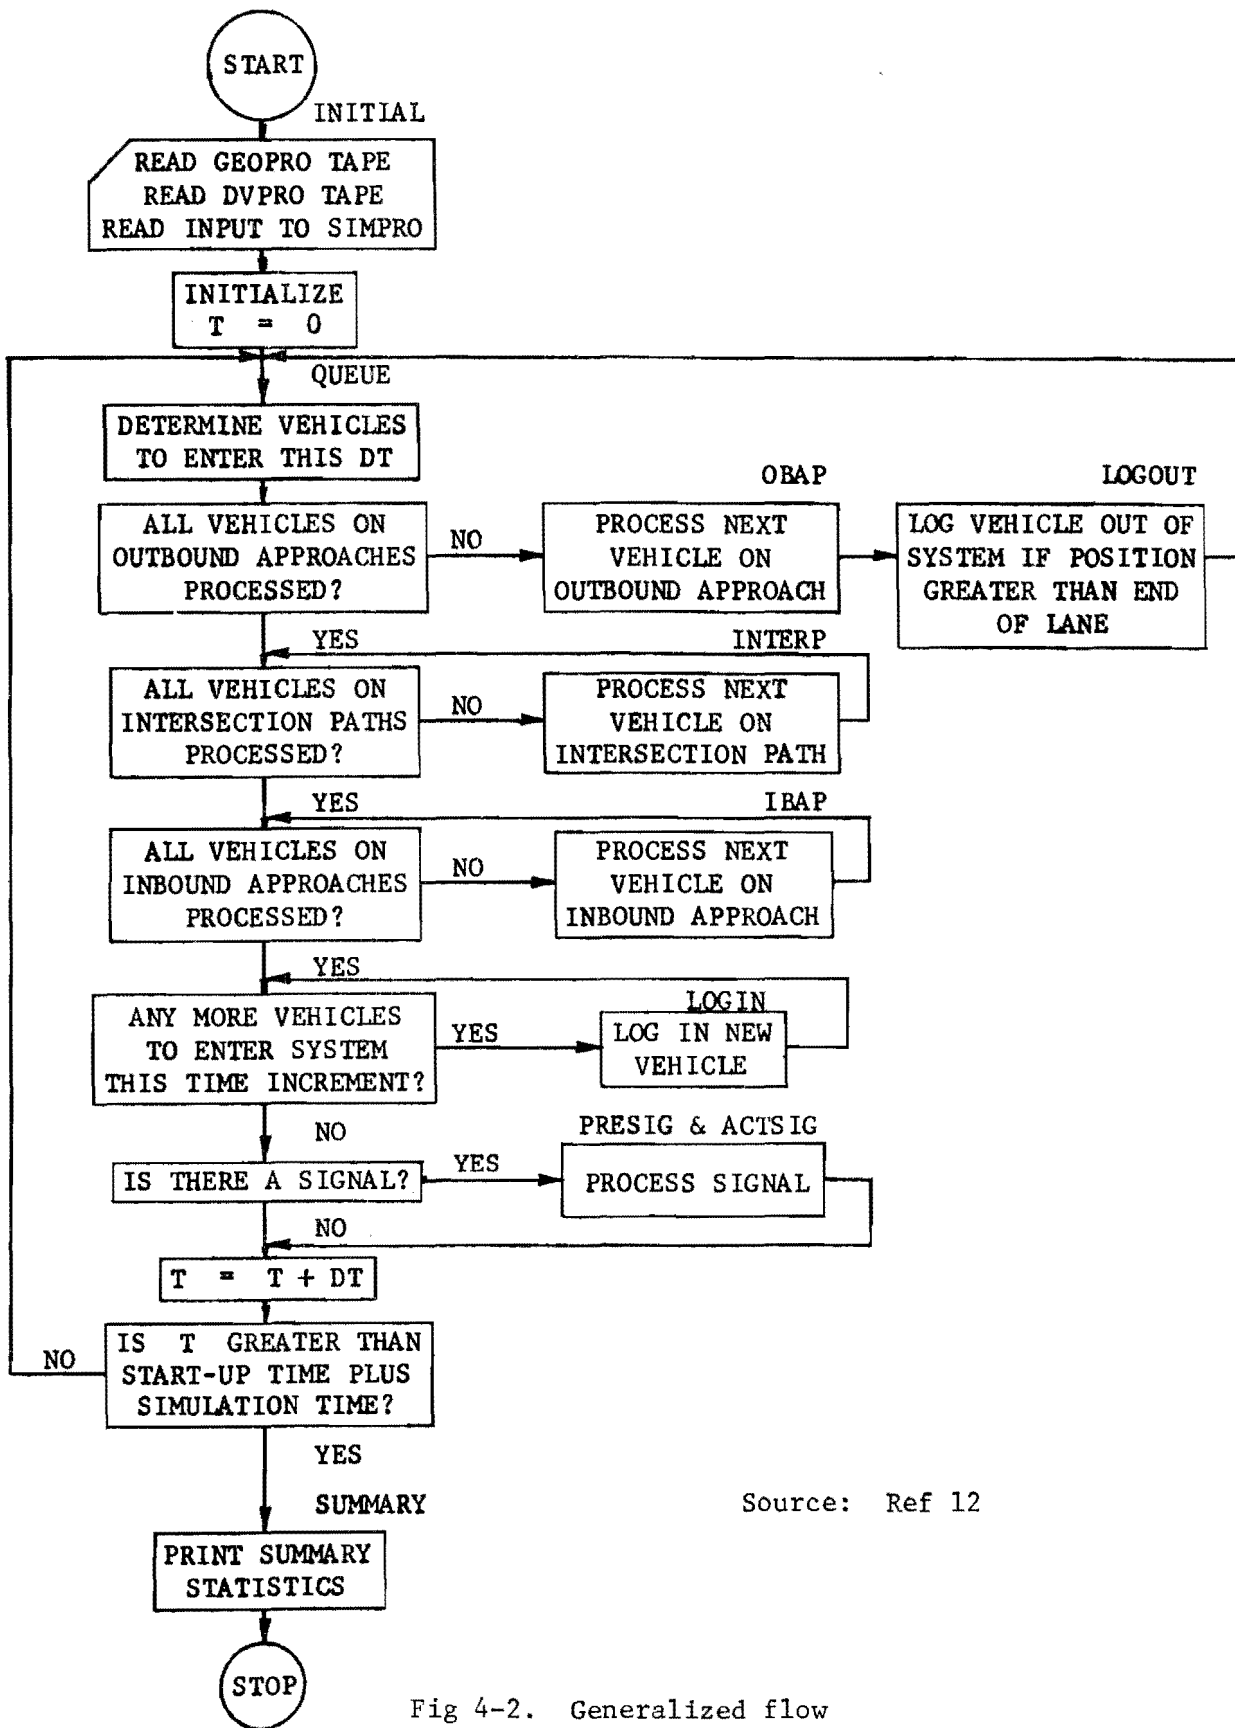 START
INITIAL
READ GEOPRO TAPE
READ DVPRO TAPE
READ INPUT TO SIMPRO
INITIALIZE
T = 0
QUEUE
DETERMINE VEHICLES
TO ENTER THIS DT
ALL VEHICLES ON
OUTBOUND APPROACHES
PROCESSED?
NO
OBAP
PROCESS NEXT
VEHICLE ON
OUTBOUND APPROACH
LOGOUT
LOG VEHICLE OUT OF
SYSTEM IF POSITION
GREATER THAN END
OF LANE
YES
INTERP
ALL VEHICLES ON
INTERSECTION PATHS
PROCESSED?
NO
PROCESS NEXT
VEHICLE ON
INTERSECTION PATH
YES
IBAP
ALL VEHICLES ON
INBOUND APPROACHES
PROCESSED?
NO
PROCESS NEXT
VEHICLE ON
INBOUND APPROACH
YES
LOGIN
ANY MORE VEHICLES
TO ENTER SYSTEM
THIS TIME INCREMENT?
YES
LOG IN NEW
VEHICLE
NO
PRESIG & ACTSIG
IS THERE A SIGNAL?
YES
PROCESS SIGNAL
NO
T = T + DT
IS T GREATER THAN
START-UP TIME PLUS
SIMULATION TIME?
NO
YES
SUMMARY
Source: Ref 12
PRINT SUMMARY
STATISTICS
STOP
Fig 4-2. Generalized flow